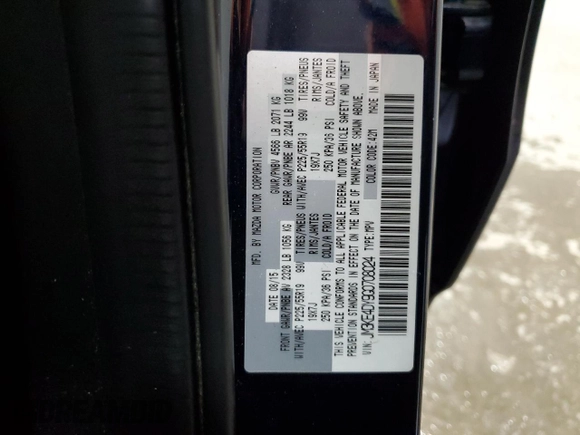 MFD. BY MAZDA MOTOR CORPORATION
DATE 08/15 GVWR/PNBV 4566 LB 2071 KG
FRONT GAWR/PNBE AV 2328 LB 1056 KG REAR GAWR/PNBE AR 2244 LB 1018 KG
WITH/AVEC P225/55R19 99V TIRES/PNEUS WITH/AVEC P225/55R19 99V TIRES/PNEUS
19X7J RIMS/JANTES 19X7J RIMS/JANTES
250 KPA/36 PSI COLD/A FROID 250 KPA/36 PSI COLD/A FROID
THIS VEHICLE CONFORMS TO ALL APPLICABLE FEDERAL MOTOR VEHICLE SAFETY AND THEFT
PREVENTION STANDARDS IN EFFECT ON THE DATE OF MANUFACTURE SHOWN ABOVE.
VIN: JM3KE4DY9G0708024 TYPE:MPV COLOR:42M MADE IN JAPAN